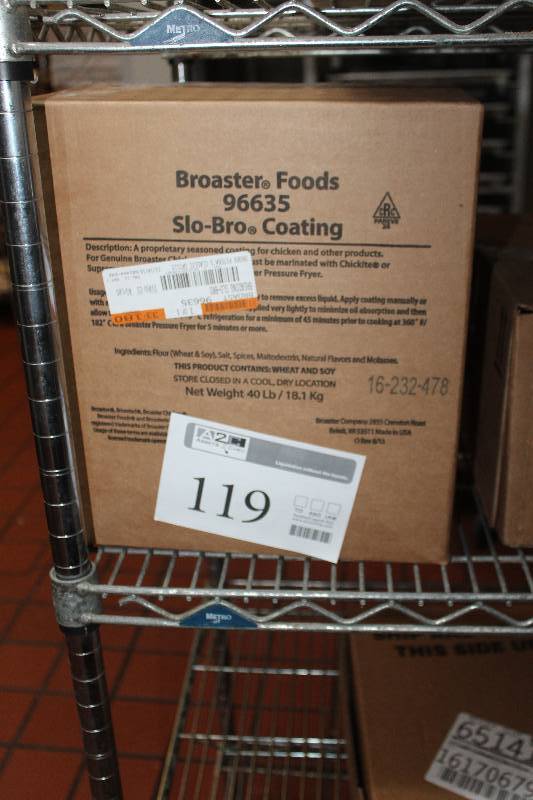 METRO
Broaster® Foods
96635
Slo-Bro® Coating
CRC
PAREVE
Description: A proprietary seasoned coating for chicken and other products.
For Genuine Broaster
must be marinated with Chickite® or
er Pressure Fryer.
to remove excess liquid. Apply coating manually or
with
applied very lightly to minimize oil absorption and then
& refrigeration for a minimum of 45 minutes prior to cooking at 360° F/
182° C Broaster Pressure Fryer for 5 minutes or more.
96635
Ingredients: Flour (Wheat & Soy), Salt, Spices, Maltodextrin, Natural Flavors and Molasses.
THIS PRODUCT CONTAINS: WHEAT AND SOY
STORE CLOSED IN A COOL, DRY LOCATION
Net Weight 40 Lb / 18.1 Kg
16-232-478
Broaster Company 2855 Cranston Road
Beloit, WI 53511 Made in USA
A2H
119
METRO
THIS SIDE U
6514
16170679